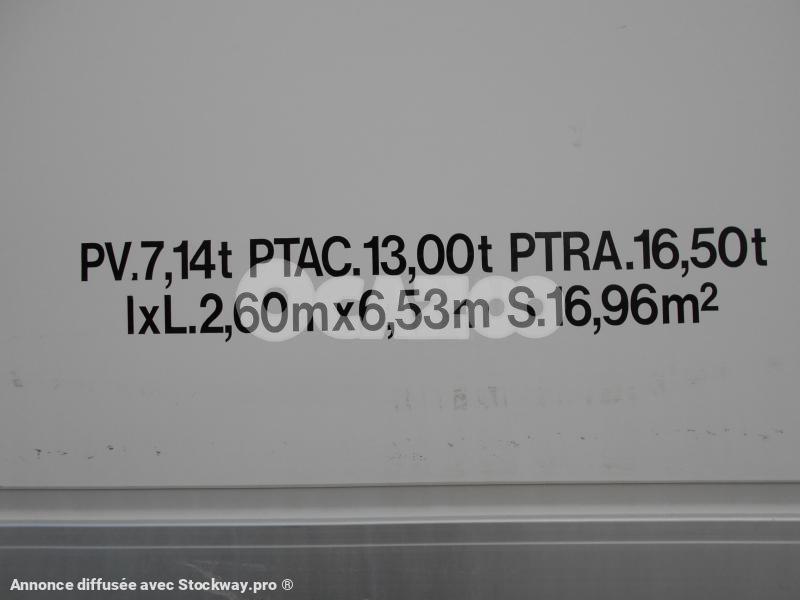 PV.7,14t PTAC.13,00t PTRA.16,50t
lxL.2,60mx6,53m S.16,96m²
OCAZOO
Annonce diffusée avec Stockway.pro ®